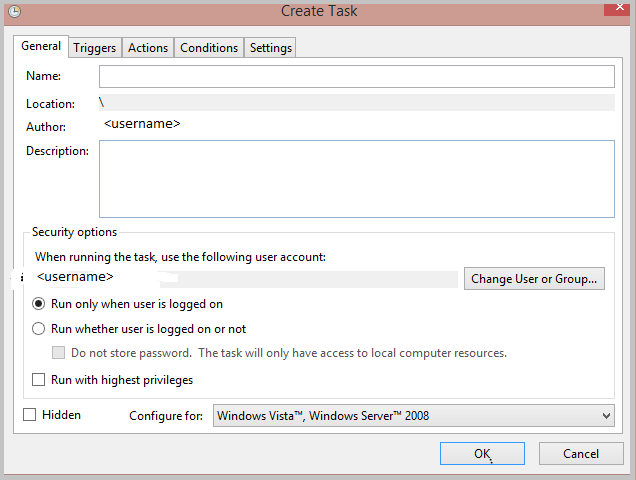 Create Task
General Triggers Actions Conditions Settings
Name:
Location: \
Author: <username>
Description:
Security options
When running the task, use the following user account:
<username> Change User or Group...
Run only when user is logged on
Run whether user is logged on or not
Do not store password. The task will only have access to local computer resources.
Run with highest privileges
Hidden Configure for: Windows Vista™, Windows Server™ 2008
OK Cancel